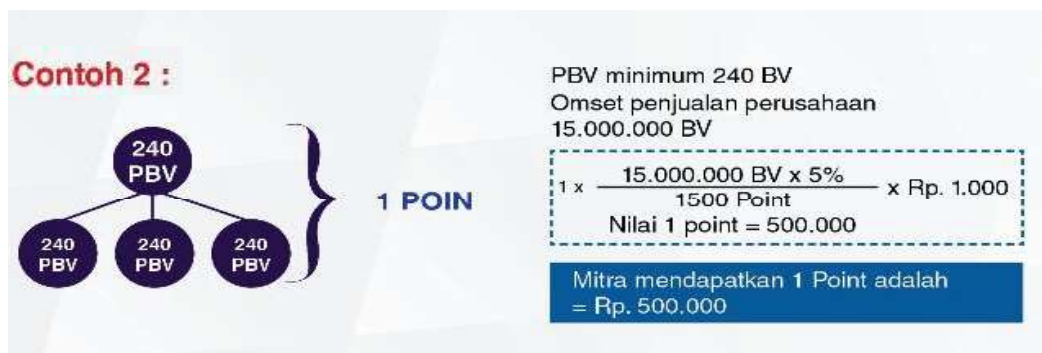 Contoh 2 :
240
PBV
240
PBV
240
PBV
240
PBV
1 POIN
PBV minimum 240 BV
Omset penjualan perusahaan
15.000.000 BV
1 x 15.000.000 BV x 5% x Rp. 1.000
1500 Point
Nilai 1 point = 500.000
Mitra mendapatkan 1 Point adalah
= Rp. 500.000